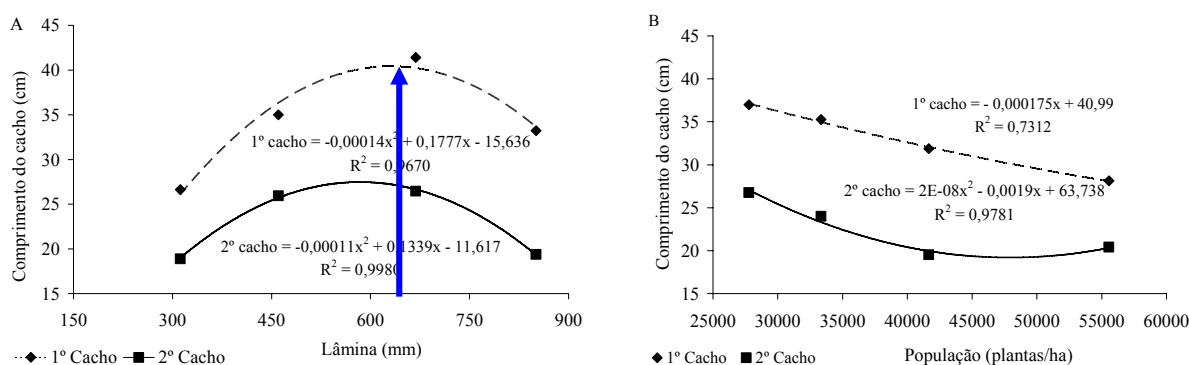 A
45
40
35
30
25
20
15
Comprimento do cacho (cm)
1º cacho = -0,00014x² + 0,1777x - 15,636
R² = 0,9670
2º cacho = -0,00011x² + 0,1339x - 11,617
R² = 0,9980
150 300 450 600 750 900
Lâmina (mm)
1º Cacho 2º Cacho
B
45
40
35
30
25
20
15
Comprimento do cacho (cm)
1º cacho = - 0,000175x + 40,99
R² = 0,7312
2º cacho = 2E-08x² - 0,0019x + 63,738
R² = 0,9781
25000 30000 35000 40000 45000 50000 55000 60000
População (plantas/ha)
1º Cacho 2º Cacho